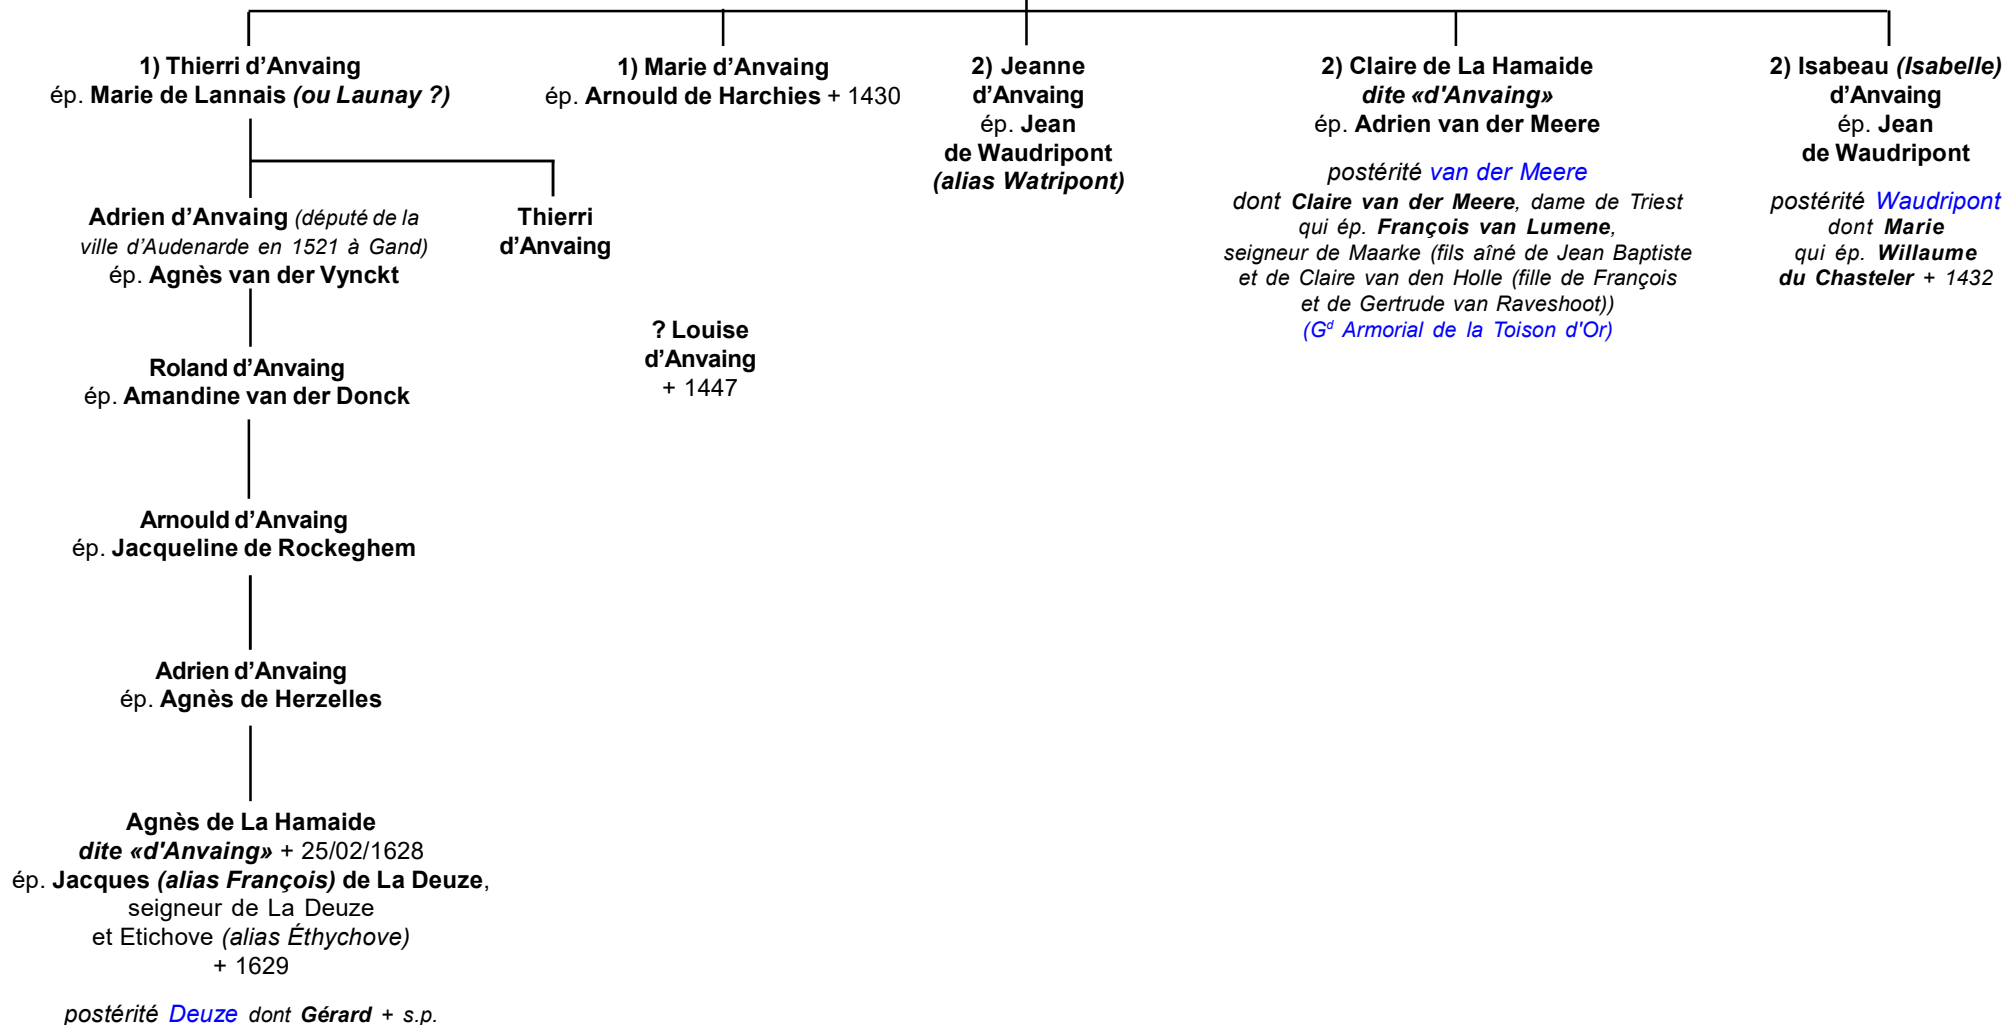 1) Thierri d'Anvaing
ép. Marie de Lannais (ou Launay ?)
1) Marie d'Anvaing
ép. Arnould de Harchies + 1430
2) Jeanne
d'Anvaing
ép. Jean
de Waudripont
(alias Watripont)
2) Claire de La Hamaide
dite «d'Anvaing»
ép. Adrien van der Meere
postérité van der Meere
dont Claire van der Meere, dame de Triest
qui ép. François van Lumene,
seigneur de Maarke (fils aîné de Jean Baptiste
et de Claire van den Holle (fille de François
et de Gertrude van Raveshoot))
(Gd Armorial de la Toison d'Or)
2) Isabeau (Isabelle)
d'Anvaing
ép. Jean
de Waudripont
postérité Waudripont
dont Marie
qui ép. Willaume
du Chasteler + 1432
Adrien d'Anvaing (député de la
ville d'Audenarde en 1521 à Gand)
ép. Agnès van der Vynckt
Thierri
d'Anvaing
? Louise
d'Anvaing
+ 1447
Roland d'Anvaing
ép. Amandine van der Donck
Arnould d'Anvaing
ép. Jacqueline de Rockeghem
Adrien d'Anvaing
ép. Agnès de Herzelles
Agnès de La Hamaide
dite «d'Anvaing» + 25/02/1628
ép. Jacques (alias François) de La Deuze,
seigneur de La Deuze
et Etichove (alias Éthychove)
+ 1629
postérité Deuze dont Gérard + s.p.